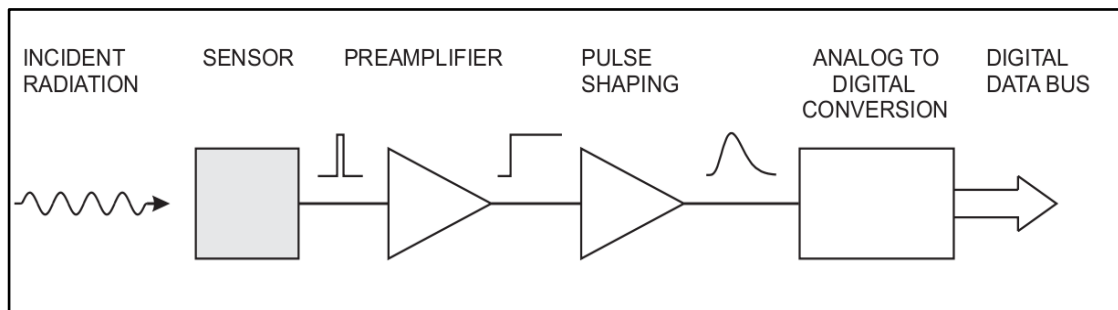 INCIDENT
RADIATION
SENSOR
PREAMPLIFIER
PULSE
SHAPING
ANALOG TO
DIGITAL
CONVERSION
DIGITAL
DATA BUS